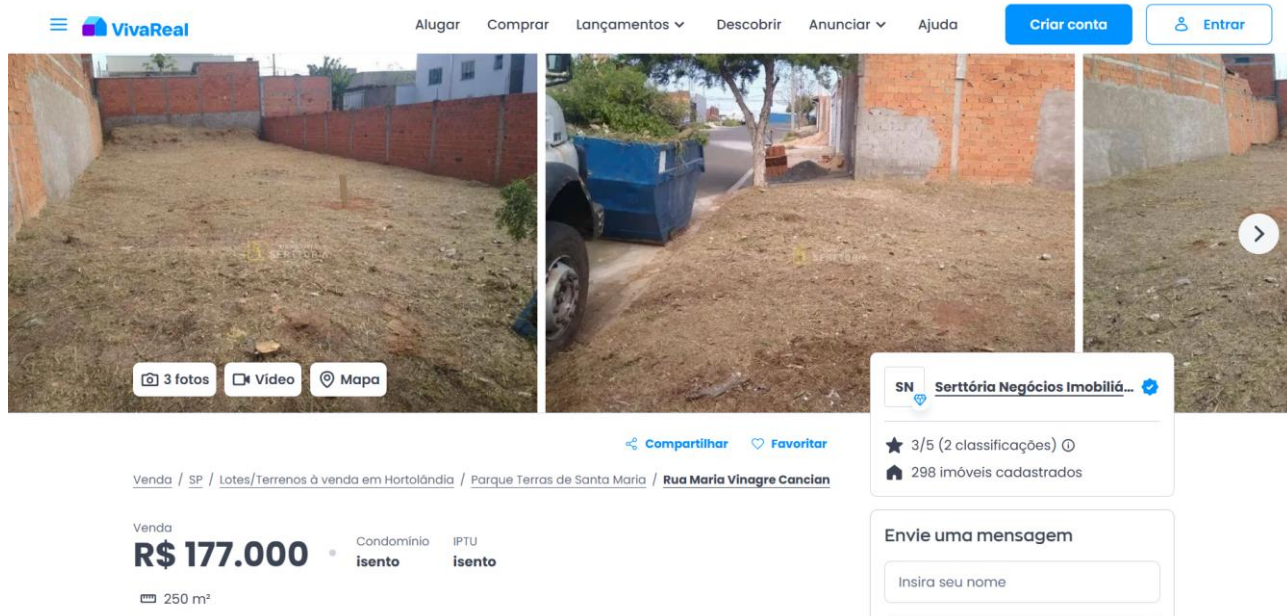 VivaReal
Alugar Comprar Lançamentos Descobrir Anunciar Ajuda Criar conta Entrar
SERTTÓRIA
SERTTÓRIA
3 fotos Vídeo Mapa
SN Serttória Negócios Imobiliá...
3/5 (2 classificações)
298 imóveis cadastrados
Compartilhar Favoritar
Venda / SP / Lotes/Terrenos à venda em Hortolândia / Parque Terras de Santa Maria / Rua Maria Vinagre Cancian
Venda
R$ 177.000
Condomínio
isento
IPTU
isento
250 m²
Envie uma mensagem
Insira seu nome